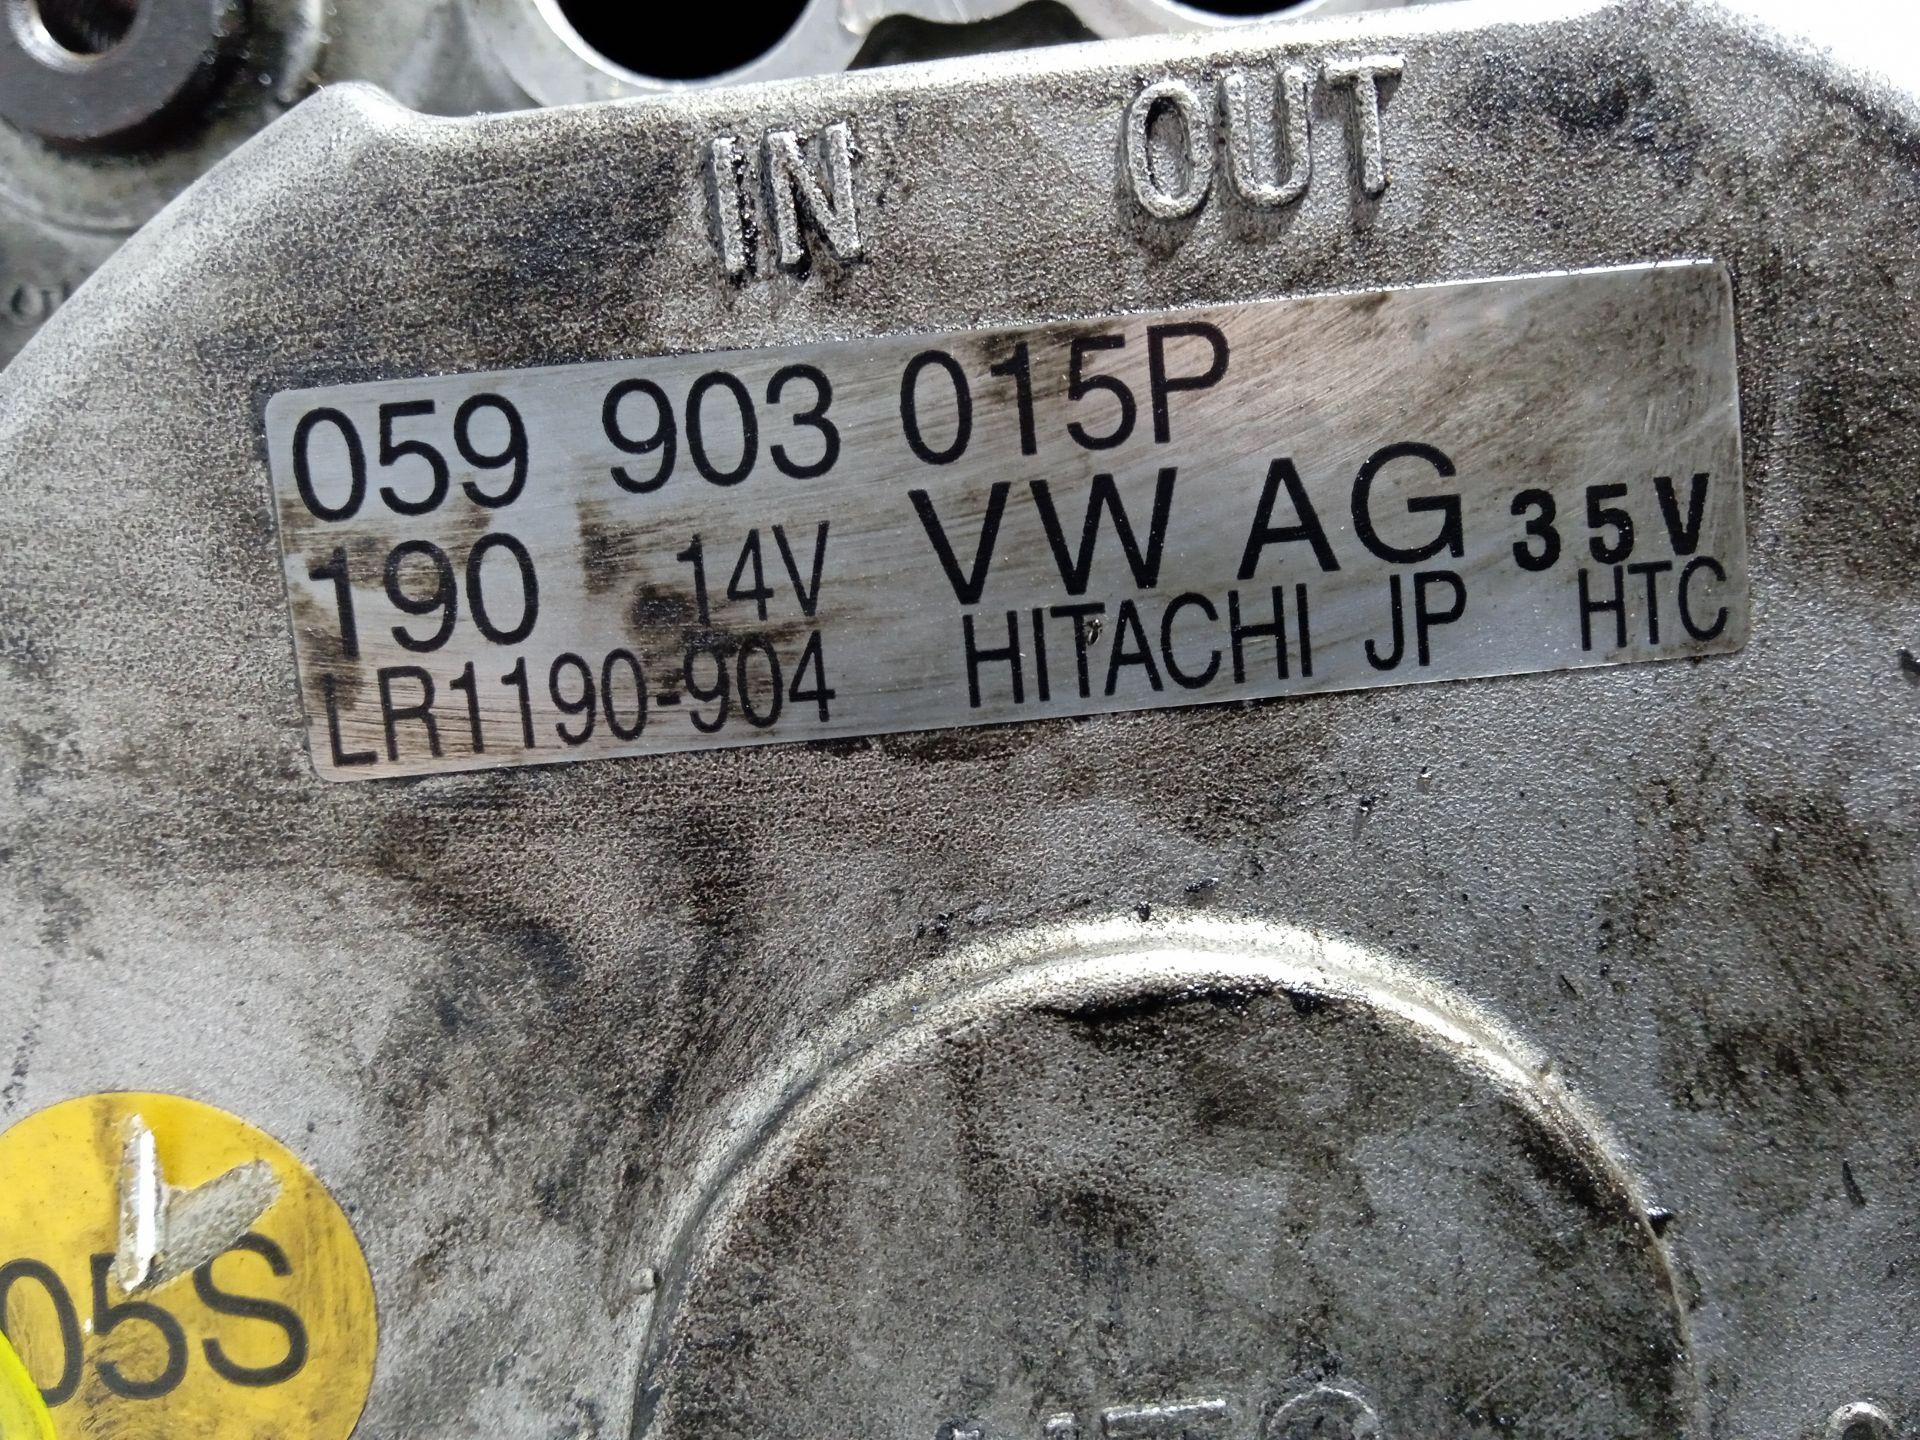 IN OUT
059 903 015P
190 14V VW AG 35V
LR1190-904 HITACHI JP HTC
05S